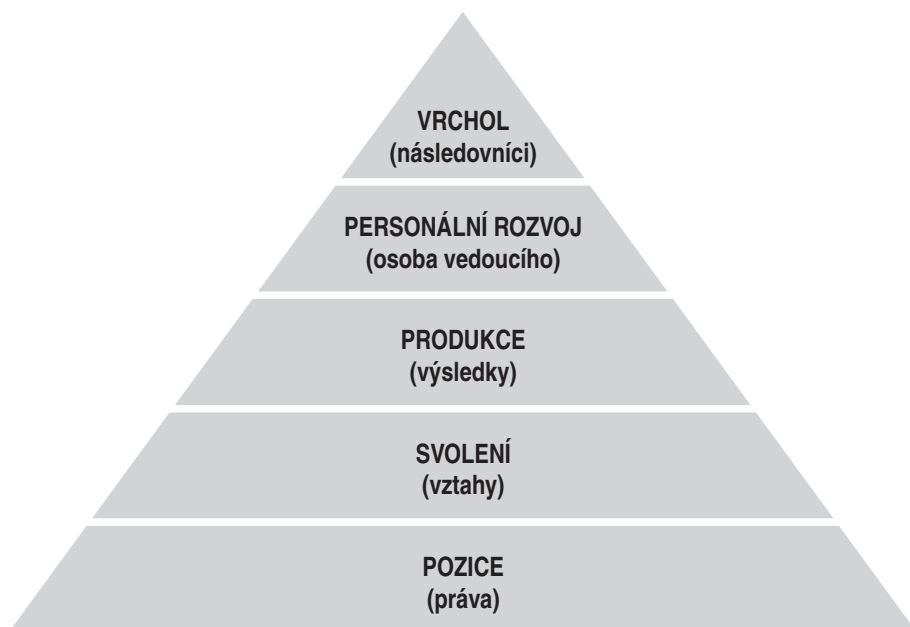 VRCHOL
(následovníci)
PERSONÁLNÍ ROZVOJ
(osoba vedoucího)
PRODUKCE
(výsledky)
SVOLENÍ
(vztahy)
POZICE
(práva)